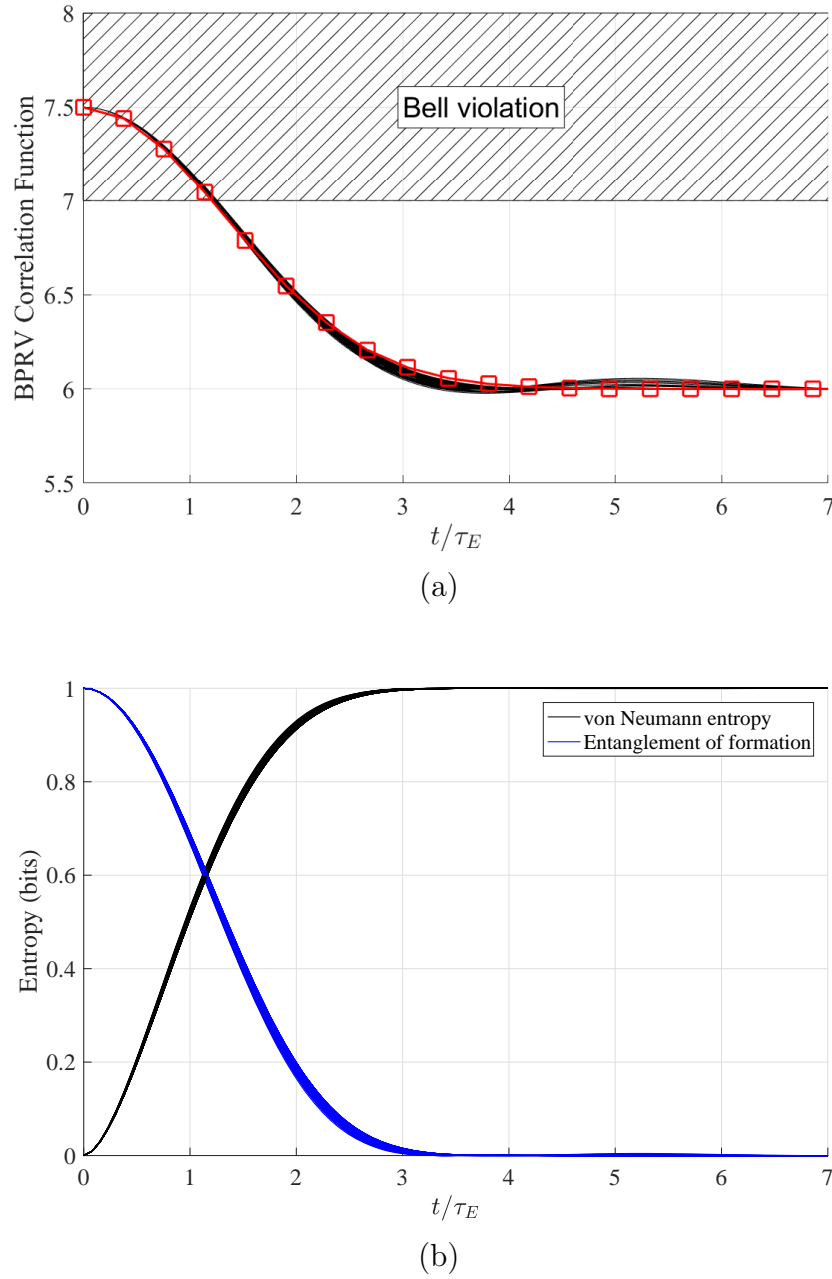 8
7.5
7
6.5
6
5.5
BPRV Correlation Function
Bell violation
0 1 2 3 4 5 6 7
t/τ_E
(a)
1
0.8
0.6
0.4
0.2
0
Entropy (bits)
von Neumann entropy
Entanglement of formation
0 1 2 3 4 5 6 7
t/τ_E
(b)